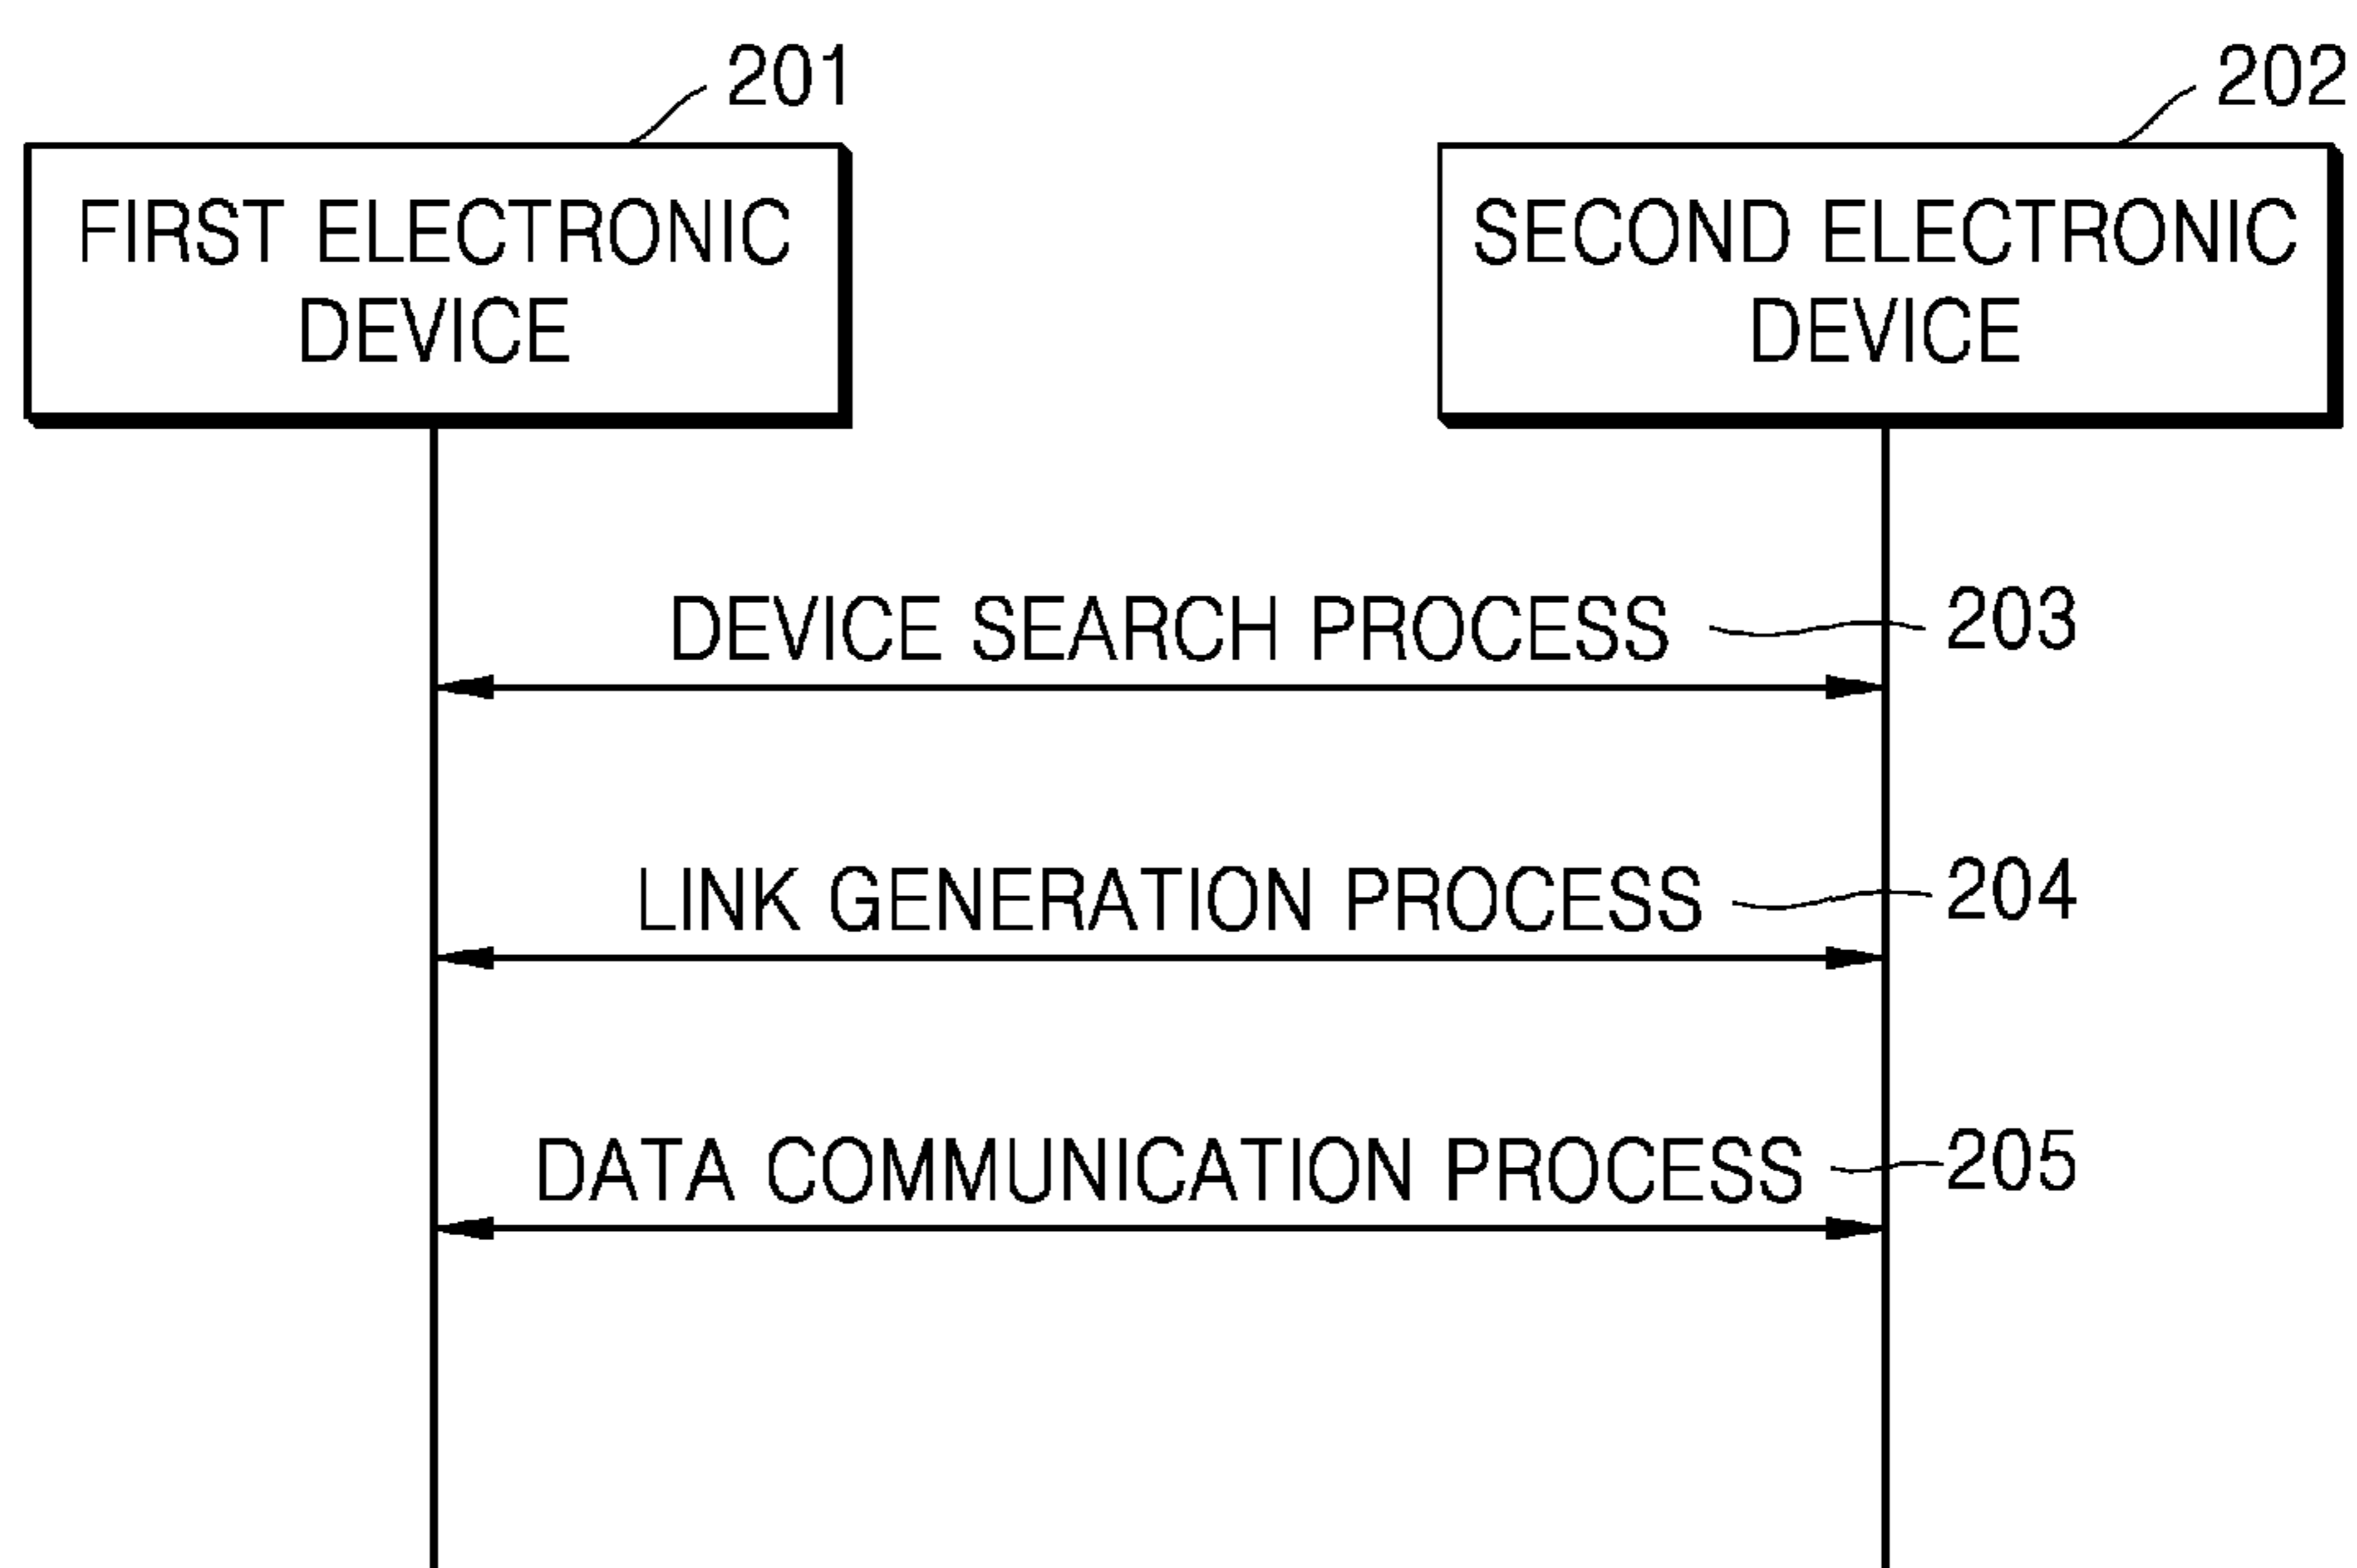 201
202
FIRST ELECTRONIC
DEVICE
SECOND ELECTRONIC
DEVICE
DEVICE SEARCH PROCESS
203
LINK GENERATION PROCESS
204
DATA COMMUNICATION PROCESS
205